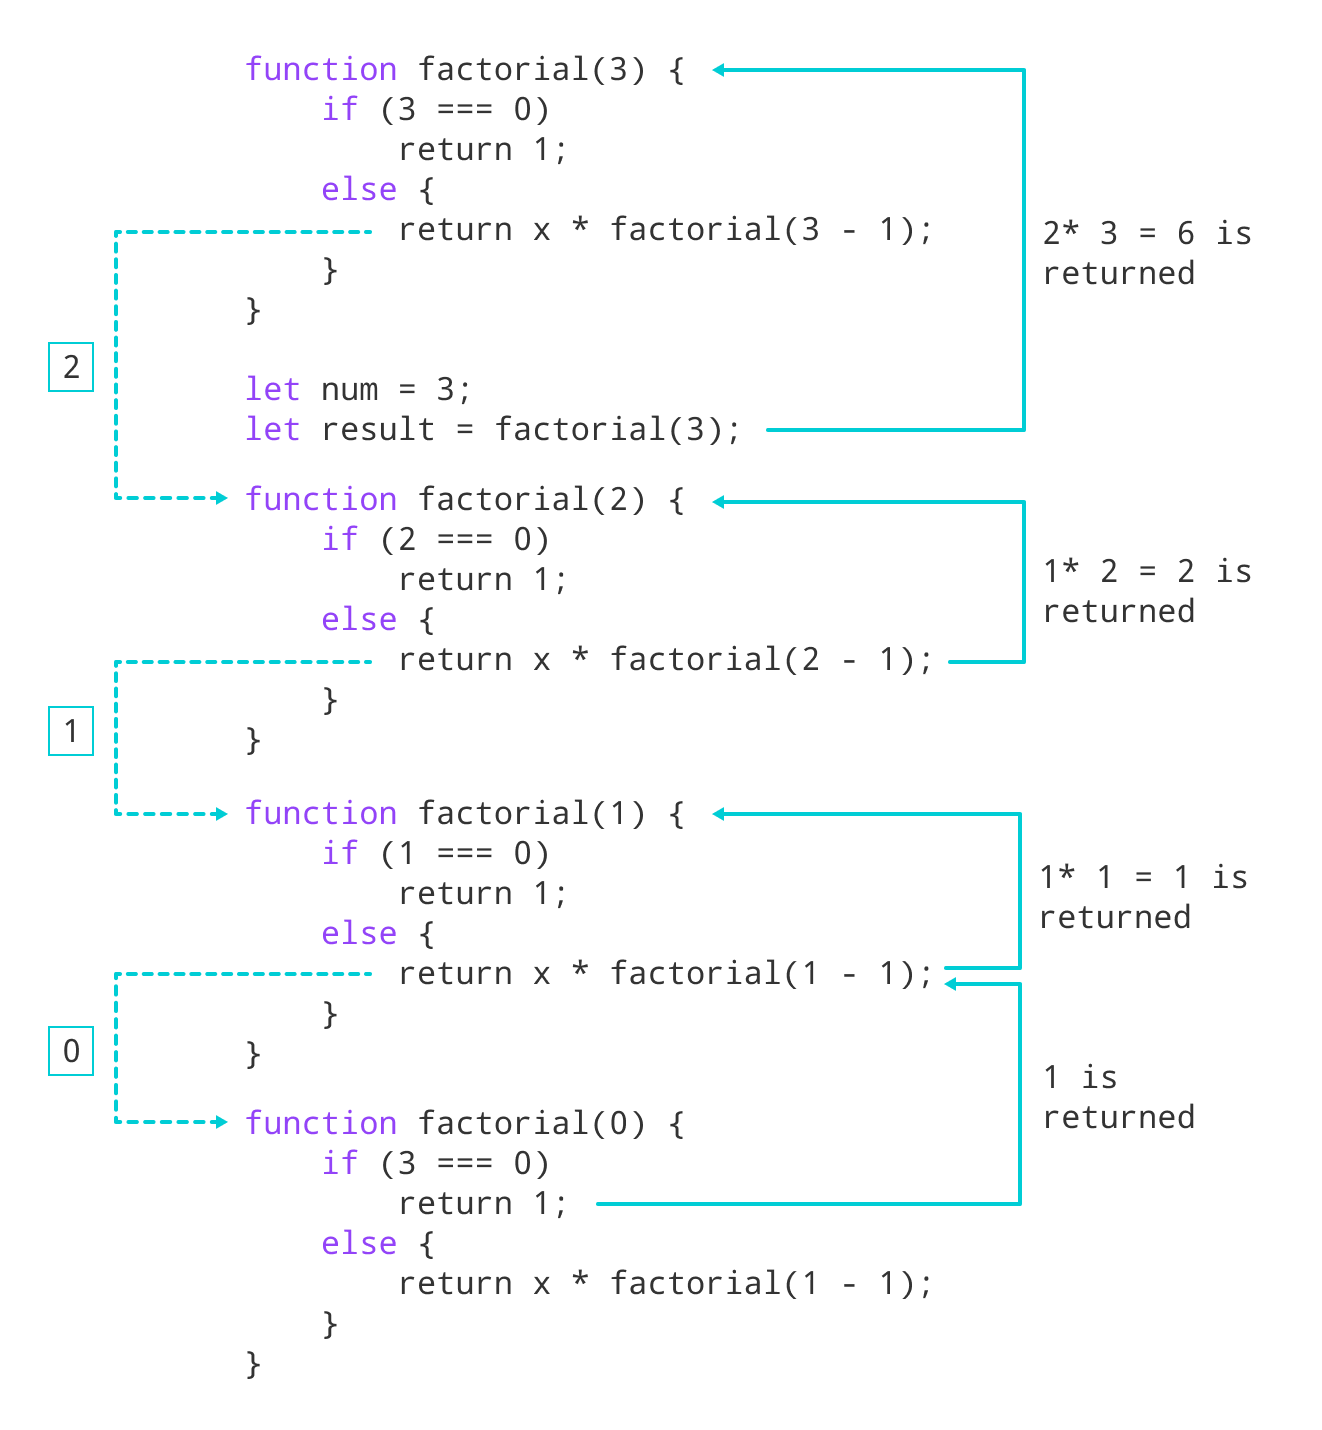 function factorial(3) {
if (3 === 0)
return 1;
else {
return x * factorial(3 - 1);
}
}
2* 3 = 6 is
returned
2
let num = 3;
let result = factorial(3);
function factorial(2) {
if (2 === 0)
return 1;
else {
return x * factorial(2 - 1);
}
}
1* 2 = 2 is
returned
1
function factorial(1) {
if (1 === 0)
return 1;
else {
return x * factorial(1 - 1);
}
}
1* 1 = 1 is
returned
0
function factorial(0) {
if (3 === 0)
return 1;
else {
return x * factorial(1 - 1);
}
}
1 is
returned